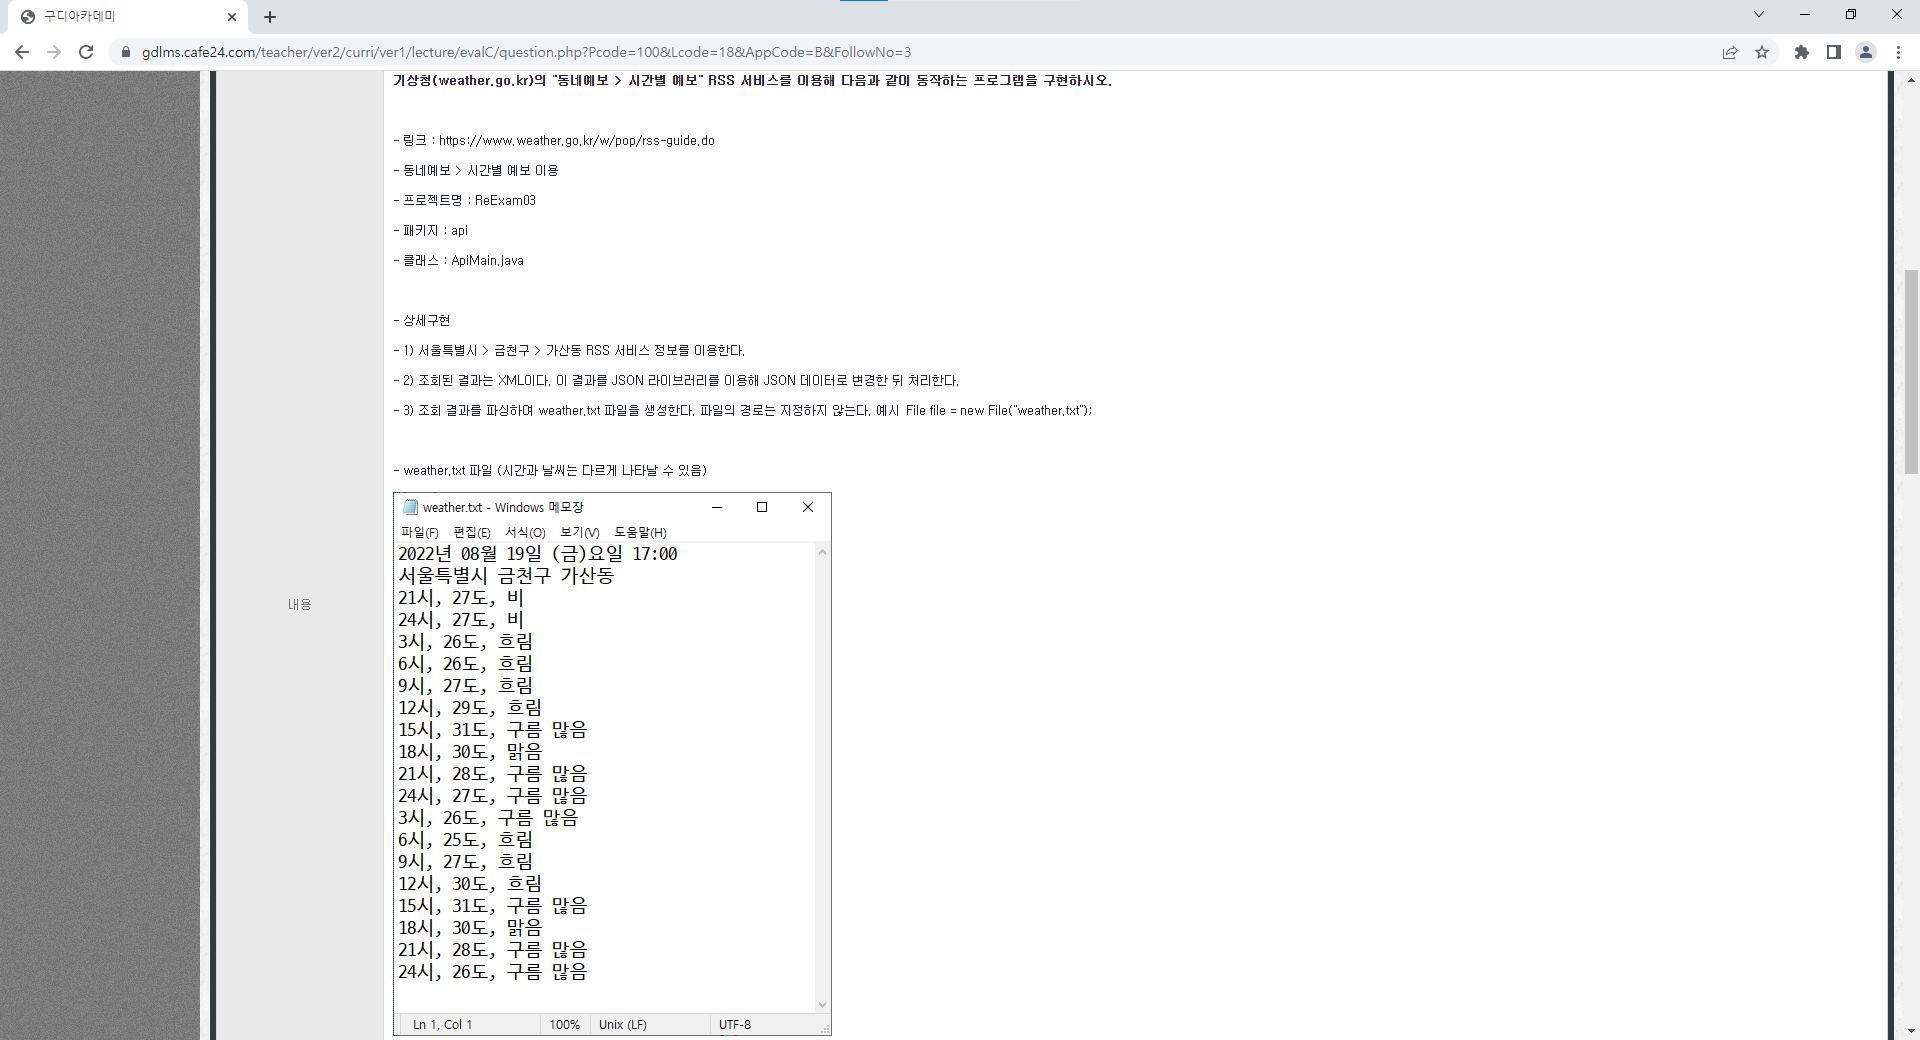 구디아카데미
gdlms.cafe24.com/teacher/ver2/curri/ver1/lecture/evalC/question.php?Pcode=100&Lcode=18&AppCode=B&FollowNo=3
기상청(weather.go.kr)의 "동네예보 > 시간별 예보" RSS 서비스를 이용해 다음과 같이 동작하는 프로그램을 구현하시오.
- 링크 : https://www.weather.go.kr/w/pop/rss-guide.do
- 동네예보 > 시간별 예보 이용
- 프로젝트명 : ReExam03
- 패키지 : api
- 클래스 : ApiMain.java
- 상세구현
- 1) 서울특별시 > 금천구 > 가산동 RSS 서비스 정보를 이용한다.
- 2) 조회된 결과는 XML이다. 이 결과를 JSON 라이브러리를 이용해 JSON 데이터로 변경한 뒤 처리한다.
- 3) 조회 결과를 파싱하여 weather.txt 파일을 생성한다. 파일의 경로는 지정하지 않는다. 예시 File file = new File("weather.txt");
- weather.txt 파일 (시간과 날씨는 다르게 나타날 수 있음)
내용
weather.txt - Windows 메모장
파일(F) 편집(E) 서식(O) 보기(V) 도움말(H)
2022년 08월 19일 (금)요일 17:00
서울특별시 금천구 가산동
21시, 27도, 비
24시, 27도, 비
3시, 26도, 흐림
6시, 26도, 흐림
9시, 27도, 흐림
12시, 29도, 흐림
15시, 31도, 구름 많음
18시, 30도, 맑음
21시, 28도, 구름 많음
24시, 27도, 구름 많음
3시, 26도, 구름 많음
6시, 25도, 흐림
9시, 27도, 흐림
12시, 30도, 흐림
15시, 31도, 구름 많음
18시, 30도, 맑음
21시, 28도, 구름 많음
24시, 26도, 구름 많음
Ln 1, Col 1 100% Unix (LF) UTF-8